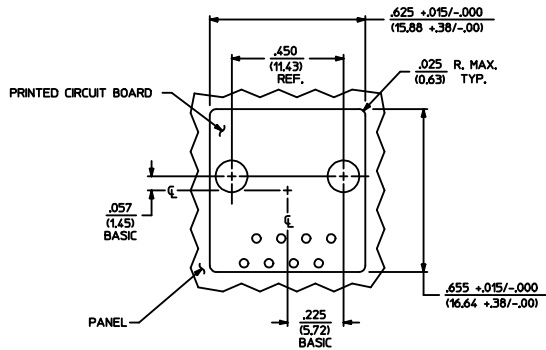 .625 +.015/-.000
(15.88 +.38/-.00)
.450
(11.43)
REF.
.025 R. MAX.
(0.63) TYP.
PRINTED CIRCUIT BOARD
.057
(1.45)
BASIC
℄
℄
.655 +.015/-.000
(16.64 +.38/-.00)
PANEL
.225
(5.72)
BASIC